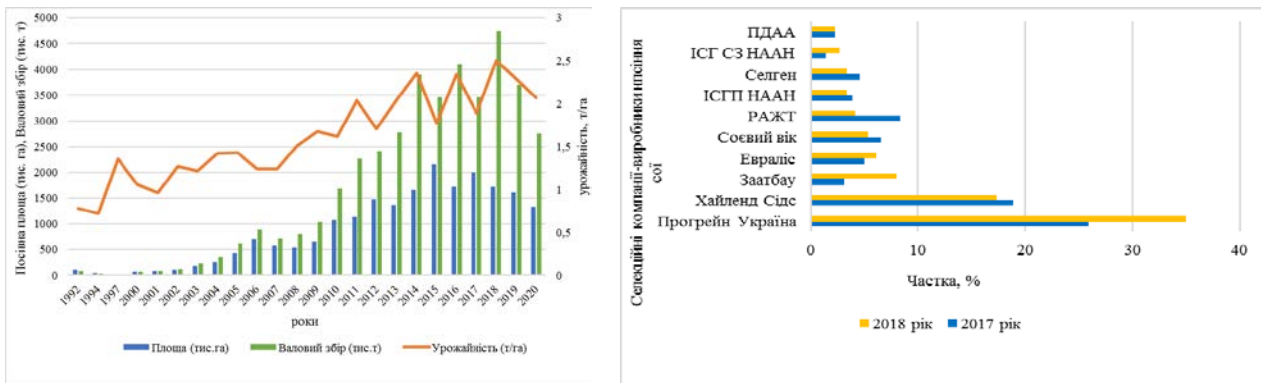 Посівна площа (тис. га), Валовий збір (тис. т)
5000
4500
4000
3500
3000
2500
2000
1500
1000
500
0
3
2,5
2
1,5
1
0,5
0
урожайність, т/га
1992
1994
1997
2000
2001
2002
2003
2004
2005
2006
2007
2008
2009
2010
2011
2012
2013
2014
2015
2016
2017
2018
2019
2020
роки
Площа (тис.га)
Валовий збір (тис.т)
Урожайність (т/га)
Селекційні компанії-виробники нпсіння
сої
ПДАА
ІСГ СЗ НААН
Селген
ІСГП НААН
РАЖТ
Соєвий вік
Евраліс
Заатбау
Хайленд Сідс
Прогрейн Україна
0
10
20
30
40
Частка, %
2018 рік
2017 рік